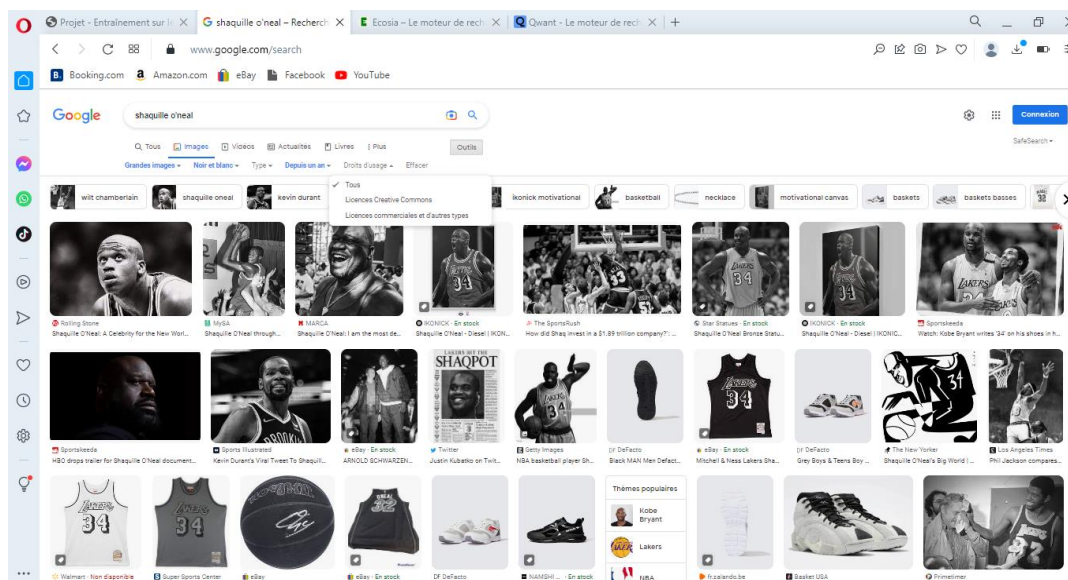 Projet - Entraînement sur le
shaquille o'neal – Recherch
Ecosia – Le moteur de rech
Qwant - Le moteur de rech
www.google.com/search
Booking.com
Amazon.com
eBay
Facebook
YouTube
Google
shaquille o'neal
Connexion
Tous
Images
Vidéos
Actualités
Livres
Plus
Outils
SafeSearch
Grandes images
Noir et blanc
Type
Depuis un an
Droits d'usage
Effacer
Tous
Licences Creative Commons
Licences commerciales et d'autres types
wilt chamberlain
shaquille oneal
kevin durant
ikonick motivational
basketball
necklace
motivational canvas
baskets
baskets basses
32
LAKERS
34
Rolling Stone
Shaquille O'Neal: A Celebrity for the New Worl...
MySA
Shaquille O'Neal through...
MARCA
Shaquille O'Neal: I am the most de...
IKONICK - En stock
Shaquille O'Neal - Diesel | IKON...
The SportsRush
How did Shaq invest in a $1.89 trillion company?': ...
Star Statues - En stock
Shaquille O'Neal Bronze Statu...
IKONICK - En stock
Shaquille O'Neal - Diesel | IKONIC...
Sportskeeda
Watch: Kobe Bryant writes '34' on his shoes in h...
LAKERS HIT THE
SHAQPOT
Sportskeeda
HBO drops trailer for Shaquille O'Neal document...
Sports Illustrated
Kevin Durant's Viral Tweet To Shaquill...
eBay - En stock
ARNOLD SCHWARZEN...
Twitter
Justin Kubatko on Twit...
Getty Images
NBA basketball player Sh...
DeFacto
Black MAN Men Defact...
eBay - En stock
Mitchell & Ness Lakers Sha...
DeFacto
Grey Boys & Teens Boy ...
The New Yorker
Shaquille O'Neal's Big World | ...
Los Angeles Times
Phil Jackson compares...
LAKERS
34
LAKERS
34
O'NEAL
32
Thèmes populaires
Kobe
Bryant
Lakers
NBA
Walmart - Non disponible
Super Sports Center
eBay
eBay - En stock
DeFacto
NAMSHI ... - En stock
fr.zalando.be
Basket USA
Primetimer